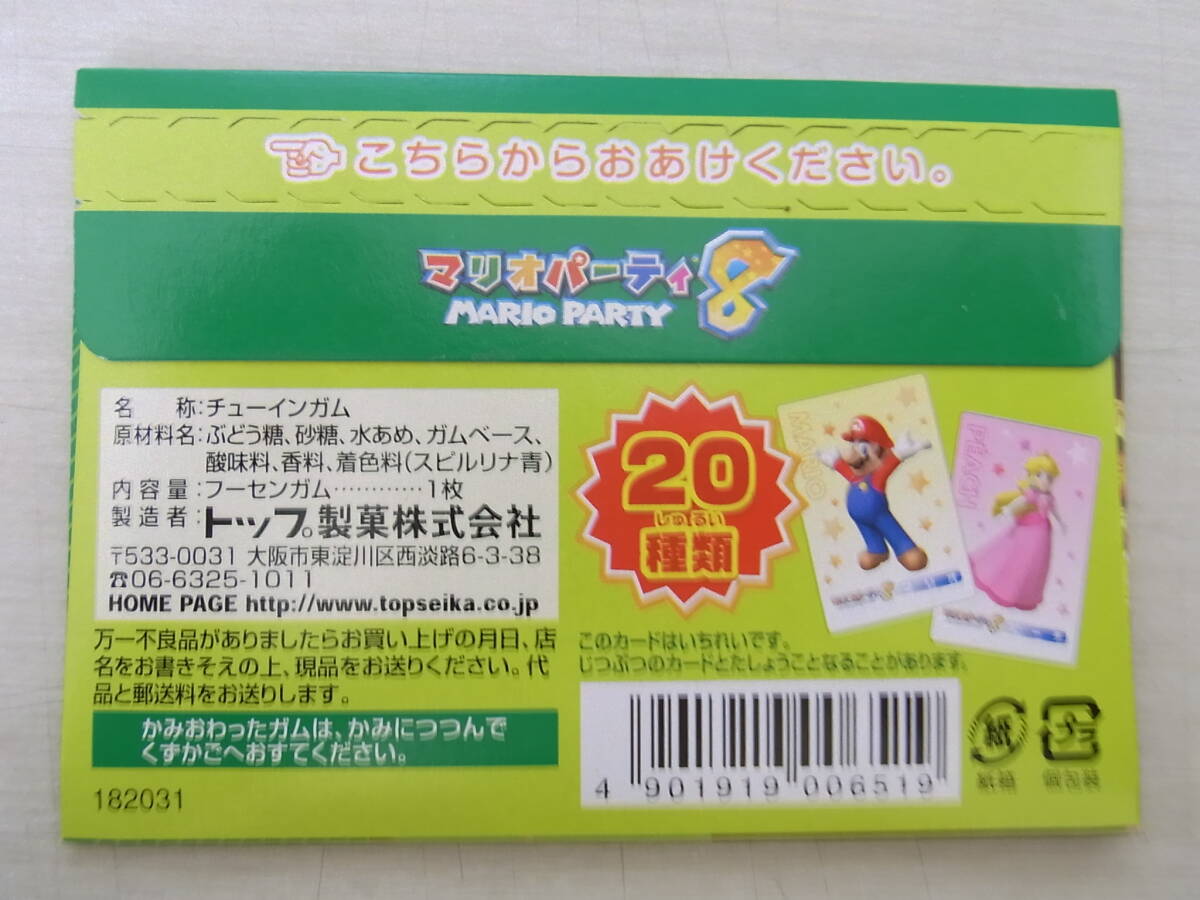 こちらからおあけください。
マリオパーティ8
MARIO PARTY
名　　称:チューインガム
原材料名:ぶどう糖、砂糖、水あめ、ガムベース、
酸味料、香料、着色料(スピルリナ青)
内容量:フーセンガム…………1枚
製造者:トップ製菓株式会社
〒533-0031 大阪市東淀川区西淡路6-3-38
☎06-6325-1011
HOME PAGE http://www.topseika.co.jp
万一不良品がありましたらお買い上げの月日、店
名をお書きそえの上、現品をお送りください。代
品と郵送料をお送りします。
かみおわったガムは、かみにつつんで
くずかごへおすてください。
182031
20
しゅるい
種類
MARIO
PEACH
このカードはいちれいです。
じつぶつのカードとたしょうことなることがあります。
4 901919 006519
紙
紙箱
プラ
個包装